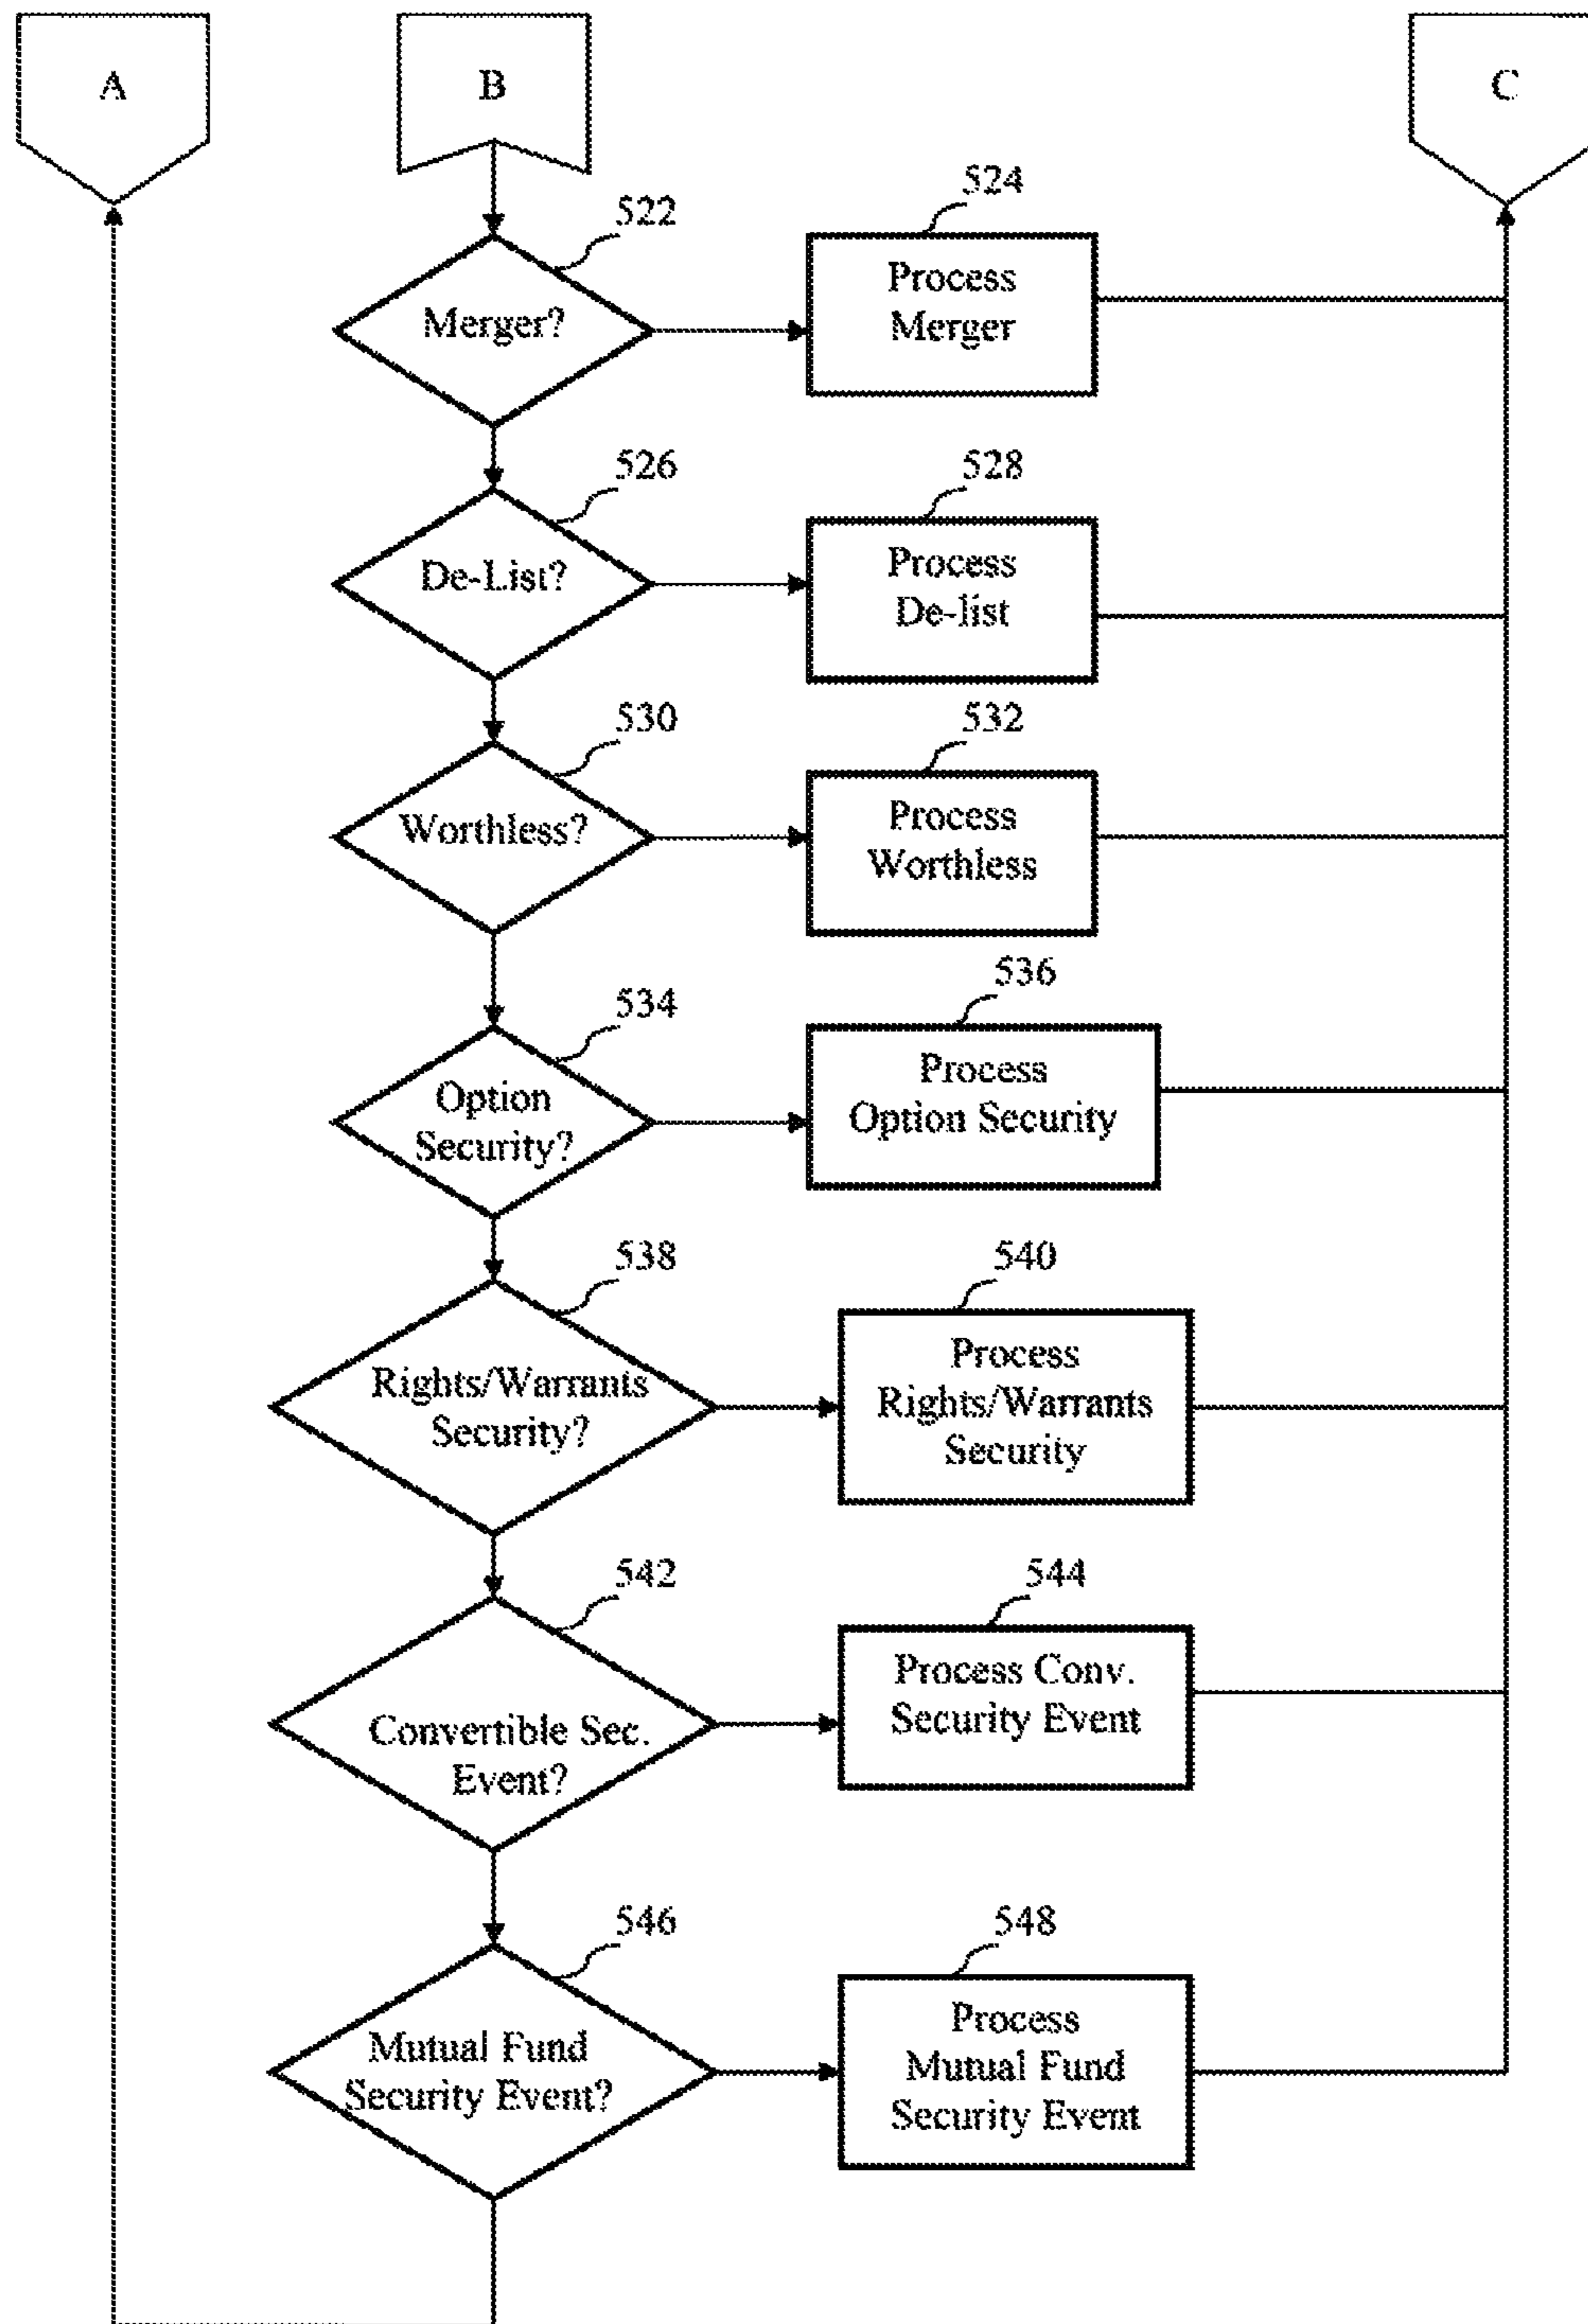 A
B
C
522
524
Merger?
Process
Merger
526
528
De-List?
Process
De-list
530
532
Worthless?
Process
Worthless
534
536
Option
Security?
Process
Option Security
538
540
Rights/Warrants
Security?
Process
Rights/Warrants
Security
542
544
Convertible Sec.
Event?
Process Conv.
Security Event
546
548
Mutual Fund
Security Event?
Process
Mutual Fund
Security Event